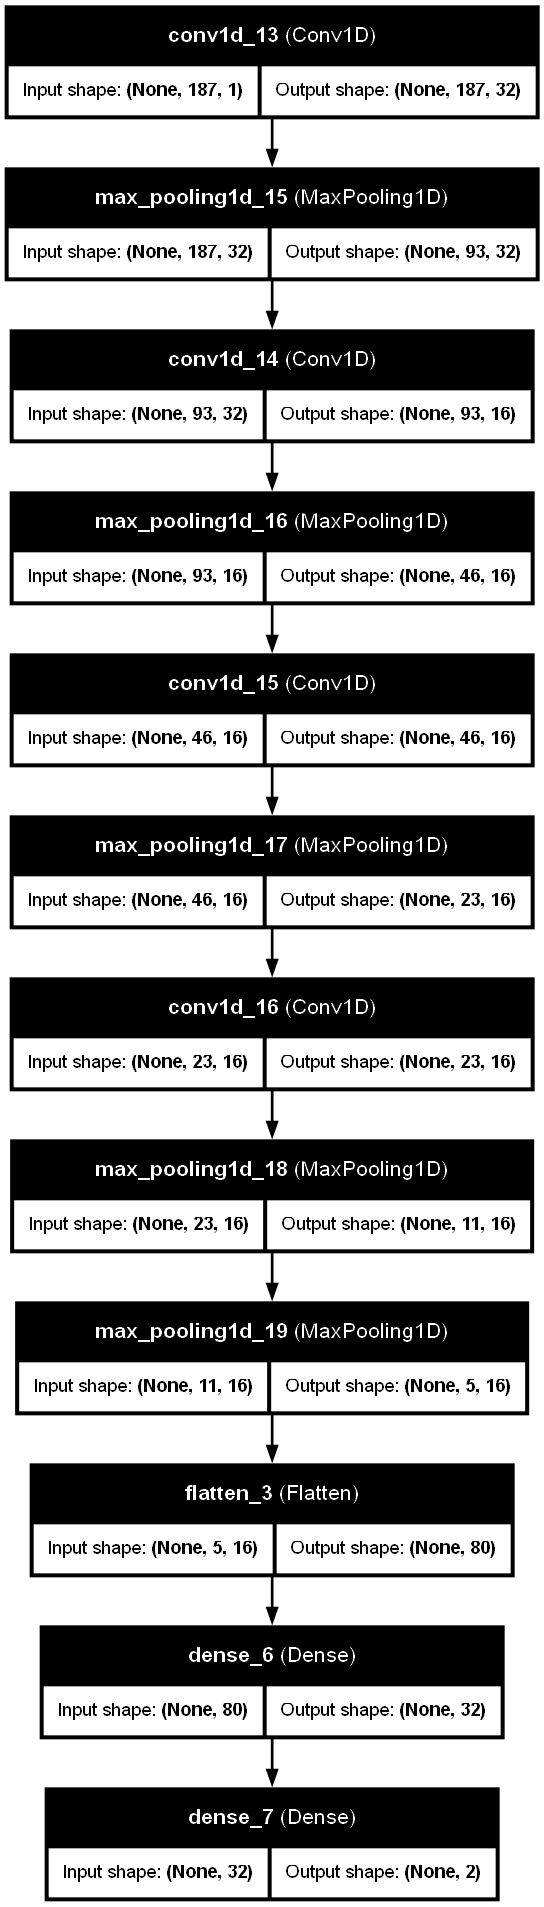 conv1d_13 (Conv1D)
Input shape: (None, 187, 1) Output shape: (None, 187, 32)
max_pooling1d_15 (MaxPooling1D)
Input shape: (None, 187, 32) Output shape: (None, 93, 32)
conv1d_14 (Conv1D)
Input shape: (None, 93, 32) Output shape: (None, 93, 16)
max_pooling1d_16 (MaxPooling1D)
Input shape: (None, 93, 16) Output shape: (None, 46, 16)
conv1d_15 (Conv1D)
Input shape: (None, 46, 16) Output shape: (None, 46, 16)
max_pooling1d_17 (MaxPooling1D)
Input shape: (None, 46, 16) Output shape: (None, 23, 16)
conv1d_16 (Conv1D)
Input shape: (None, 23, 16) Output shape: (None, 23, 16)
max_pooling1d_18 (MaxPooling1D)
Input shape: (None, 23, 16) Output shape: (None, 11, 16)
max_pooling1d_19 (MaxPooling1D)
Input shape: (None, 11, 16) Output shape: (None, 5, 16)
flatten_3 (Flatten)
Input shape: (None, 5, 16) Output shape: (None, 80)
dense_6 (Dense)
Input shape: (None, 80) Output shape: (None, 32)
dense_7 (Dense)
Input shape: (None, 32) Output shape: (None, 2)